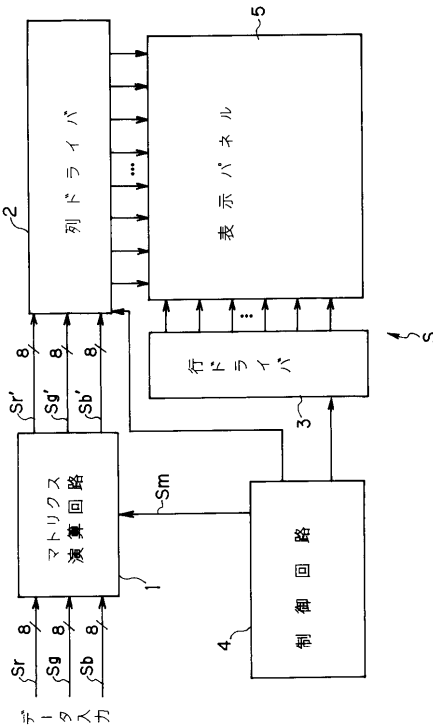 データ入力
Sr
8
Sg
8
Sb
8
マトリクス
演算回路
1
Sr'
8
Sg'
8
Sb'
8
列ドライバ
2
Sm
制御回路
4
行ドライバ
3
表示パネル
5
...
...
S